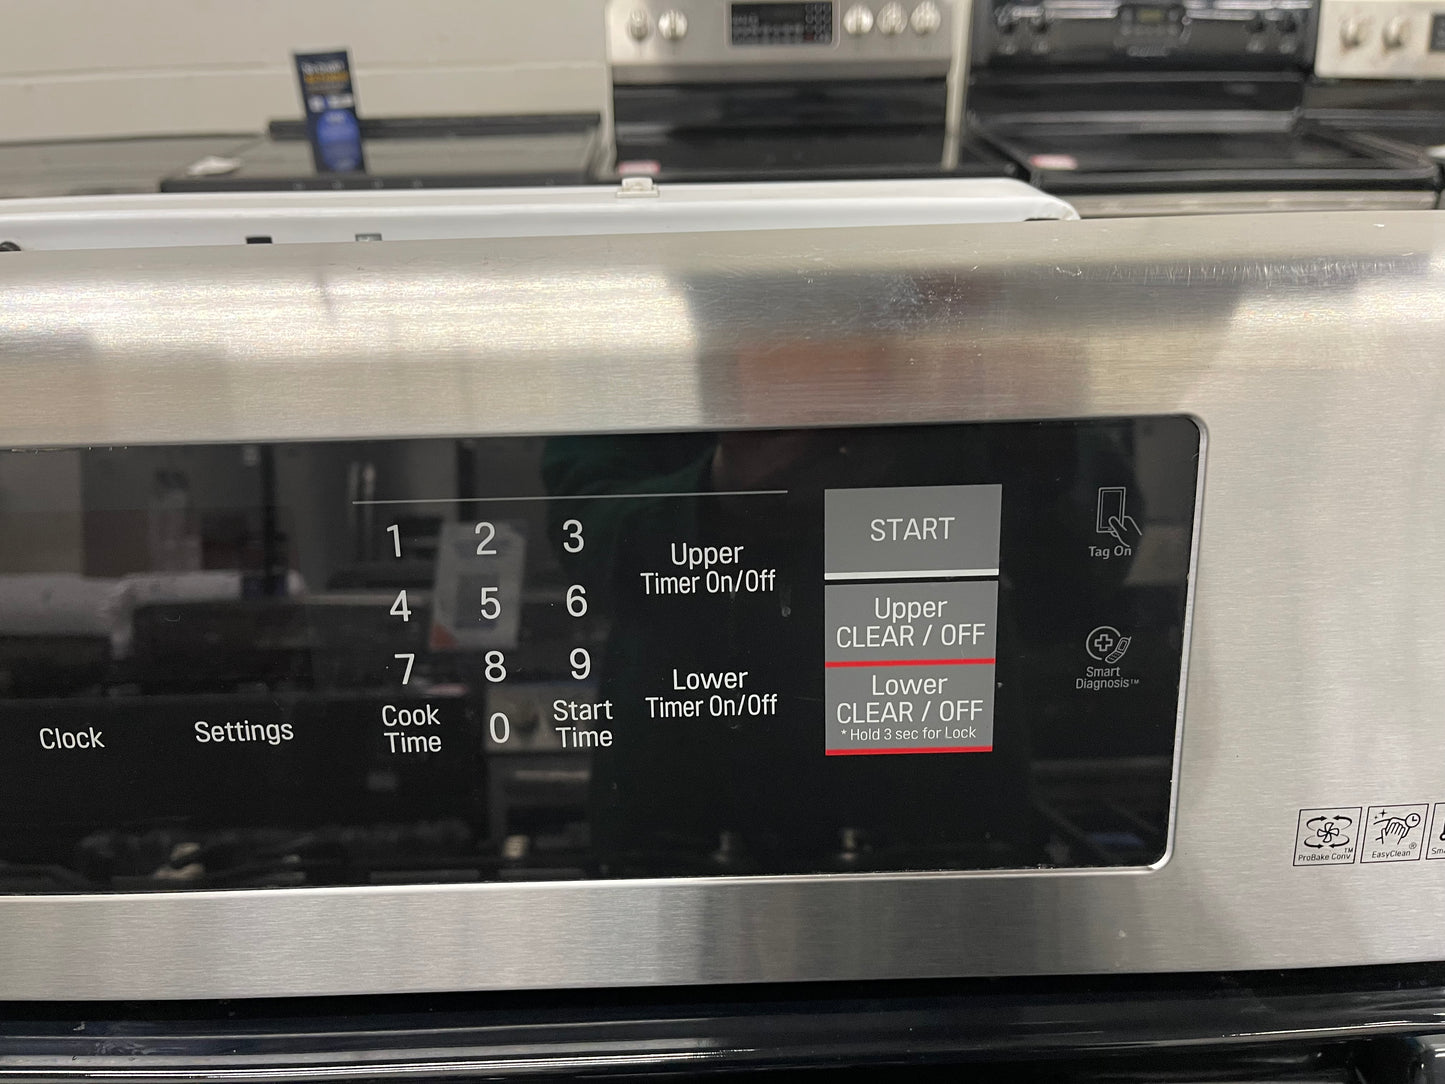 1 2 3
4 5 6
7 8 9
Cook
Time
0
Start
Time
Clock
Settings
Upper
Timer On/Off
Lower
Timer On/Off
START
Upper
CLEAR / OFF
Lower
CLEAR / OFF
* Hold 3 sec for Lock
Tag On
Smart
Diagnosis™
ProBake Conv.™
EasyClean®